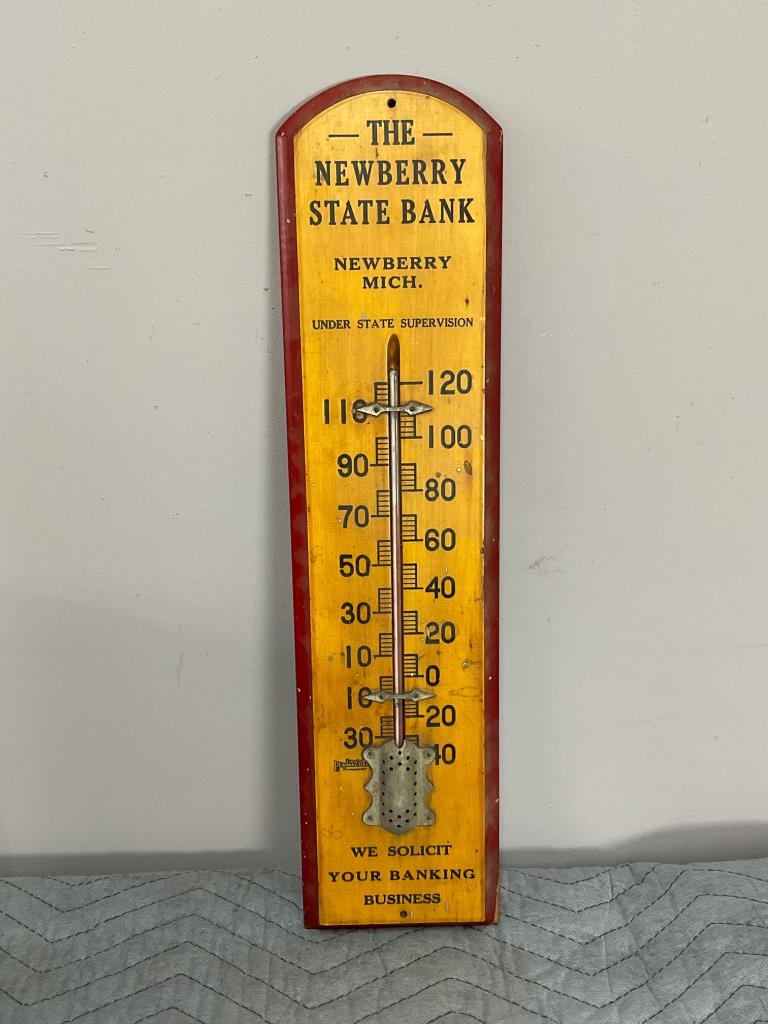 THE
NEWBERRY
STATE BANK
NEWBERRY
MICH.
UNDER STATE SUPERVISION
120
110
100
90
80
70
60
50
40
30
20
10
0
10
20
30
40
WE SOLICIT
YOUR BANKING
BUSINESS